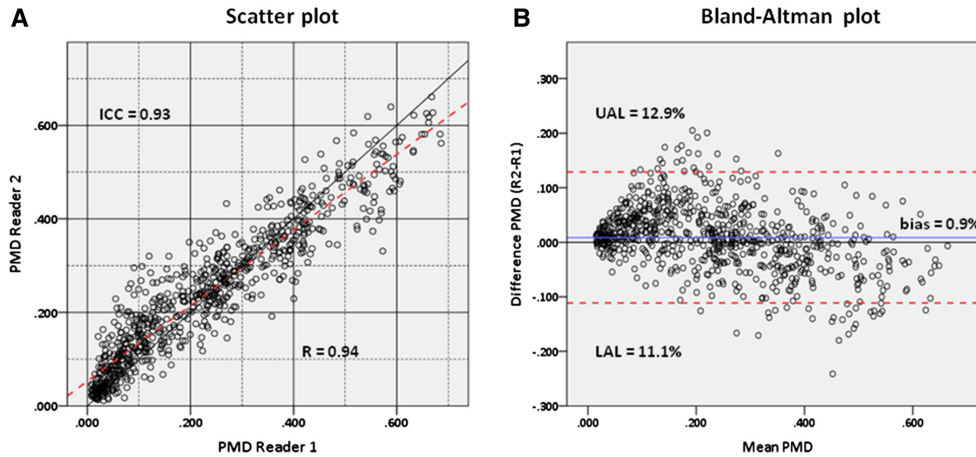 A
Scatter plot
ICC = 0.93
R = 0.94
PMD Reader 2
.600
.400
.200
.000
.000 .200 .400 .600
PMD Reader 1
B
Bland-Altman plot
UAL = 12.9%
bias = 0.9%
LAL = 11.1%
Difference PMD (R2-R1)
.300
.200
.100
.000
-.100
-.200
-.300
.000 .200 .400 .600
Mean PMD